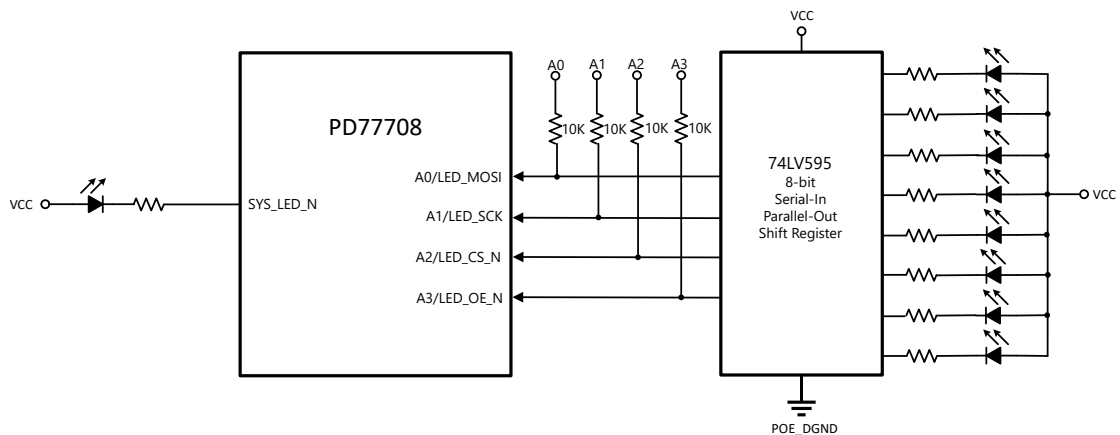 VCC
A0
A1
A2
A3
10K
10K
10K
10K
PD77708
SYS_LED_N
VCC
A0/LED_MOSI
A1/LED_SCK
A2/LED_CS_N
A3/LED_OE_N
74LV595
8-bit
Serial-In
Parallel-Out
Shift Register
VCC
POE_DGND